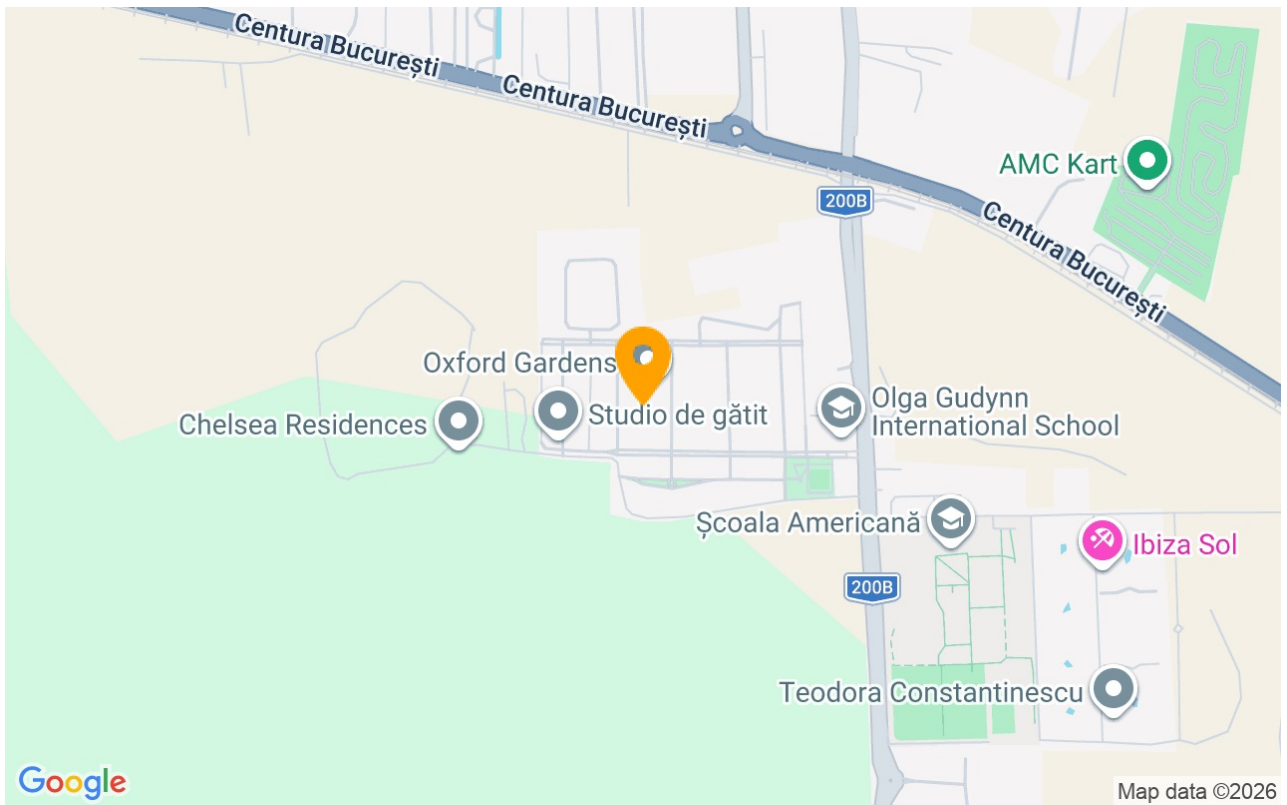 Centura București
Centura București
AMC Kart
200B
Centura București
Oxford Gardens
Chelsea Residences
Studio de gătit
Olga Gudynn
International School
Școala Americană
Ibiza Sol
200B
Teodora Constantinescu
Google
Map data ©2026